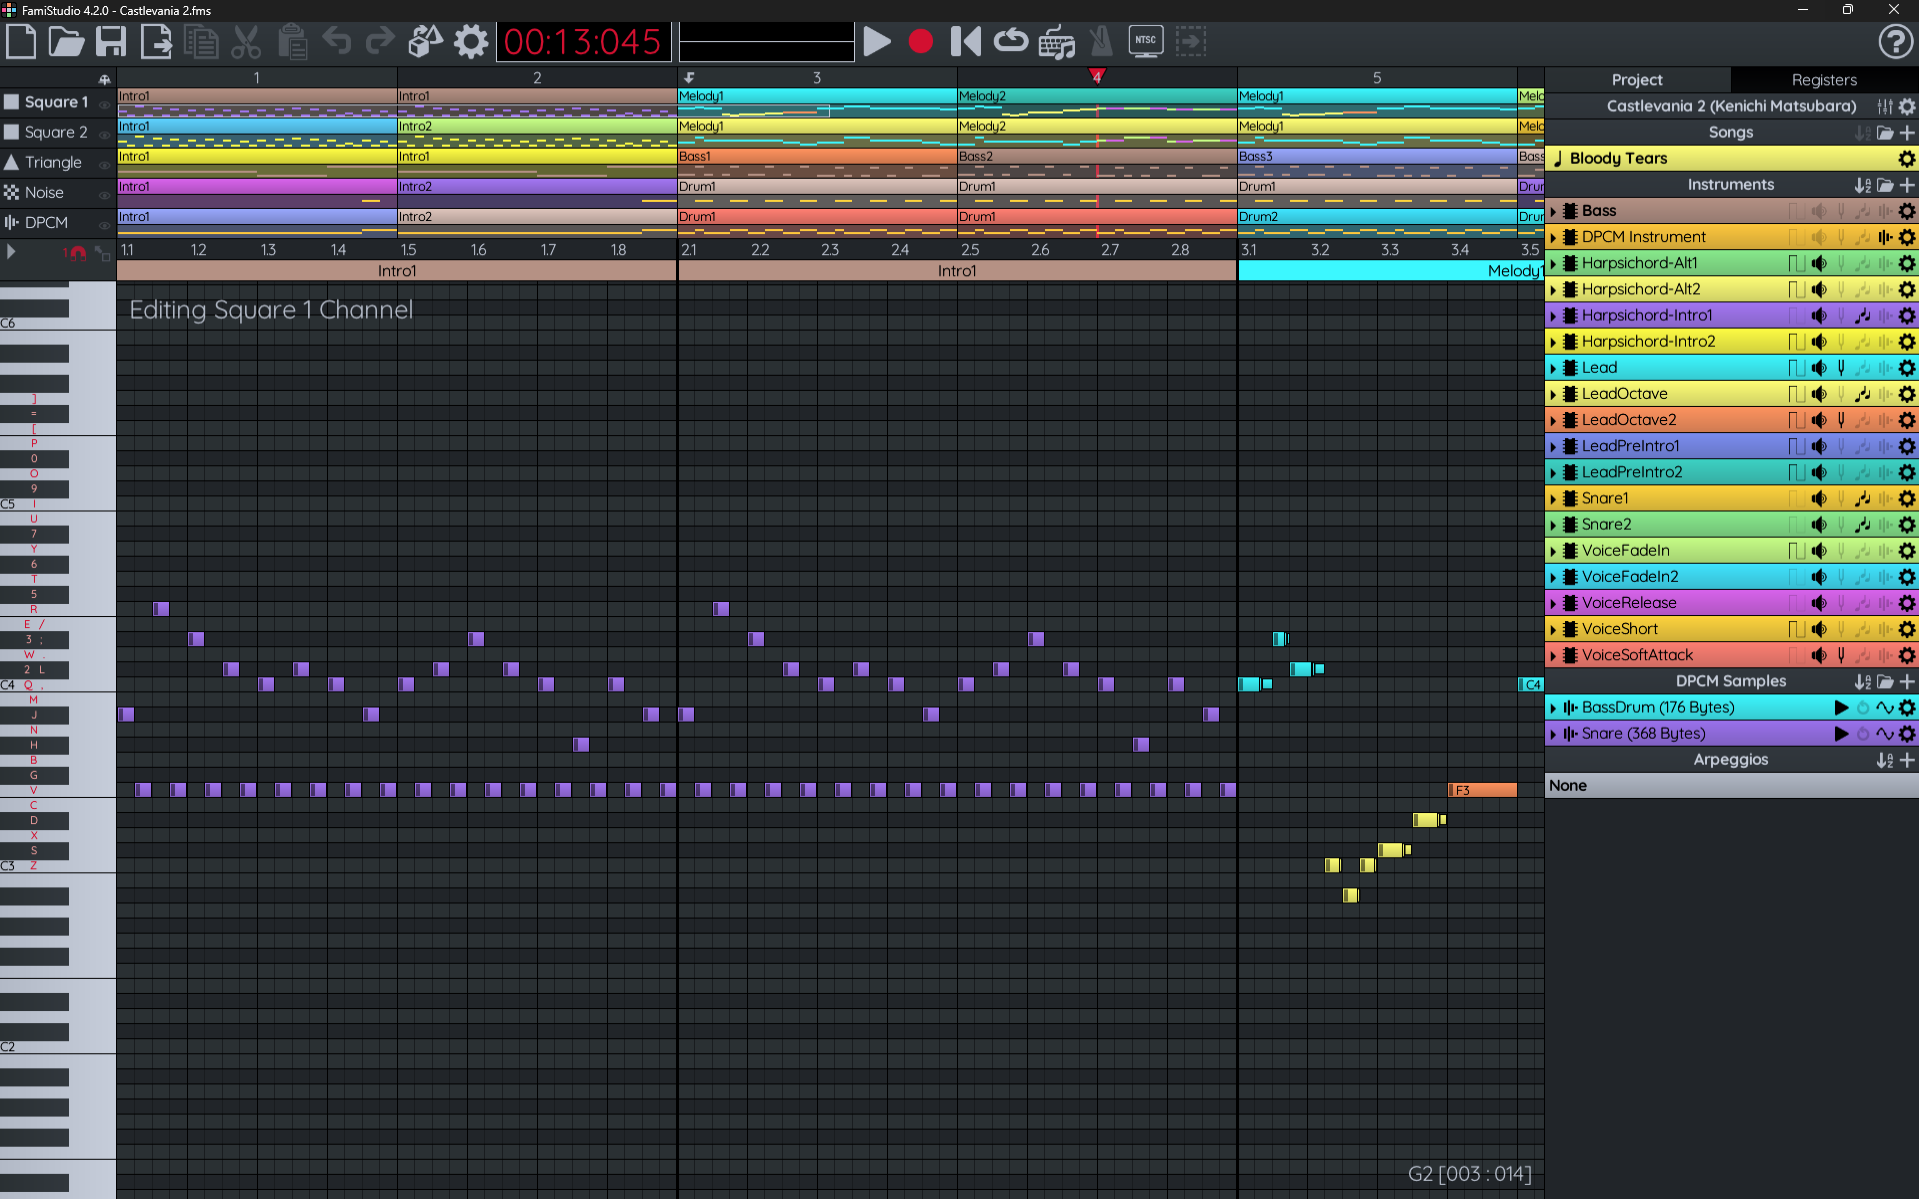 FamiStudio 4.2.0 - Castlevania 2.fms
00:13:045
NTSC
?
1 2 3 4 5
Project Registers
Square 1
Intro1 Intro1 Melody1 Melody2 Melody1
Castlevania 2 (Kenichi Matsubara)
Square 2
Intro1 Intro2 Melody1 Melody2 Melody1
Songs
Triangle
Intro1 Intro1 Bass1 Bass2 Bass3 Bass
Bloody Tears
Noise
Intro1 Intro2 Drum1 Drum1 Drum1
Instruments
DPCM
Intro1 Intro2 Drum1 Drum1 Drum2
1.1 1.2 1.3 1.4 1.5 1.6 1.7 1.8 2.1 2.2 2.3 2.4 2.5 2.6 2.7 2.8 3.1 3.2 3.3 3.4 3.5
1
Intro1 Intro1 Melody1
Editing Square 1 Channel
C6
]
=
[
P
0
O
9
C5 I
U
7
Y
6
T
5
R
E /
3 ;
W .
2 L
C4 Q ,
M
J
N
H
B
G
V
C
D
X
S
C3 Z
C2
C4
F3
G2 [003 : 014]
Bass
DPCM Instrument
Harpsichord-Alt1
Harpsichord-Alt2
Harpsichord-Intro1
Harpsichord-Intro2
Lead
LeadOctave
LeadOctave2
LeadPreIntro1
LeadPreIntro2
Snare1
Snare2
VoiceFadeIn
VoiceFadeIn2
VoiceRelease
VoiceShort
VoiceSoftAttack
DPCM Samples
BassDrum (176 Bytes)
Snare (368 Bytes)
Arpeggios
None